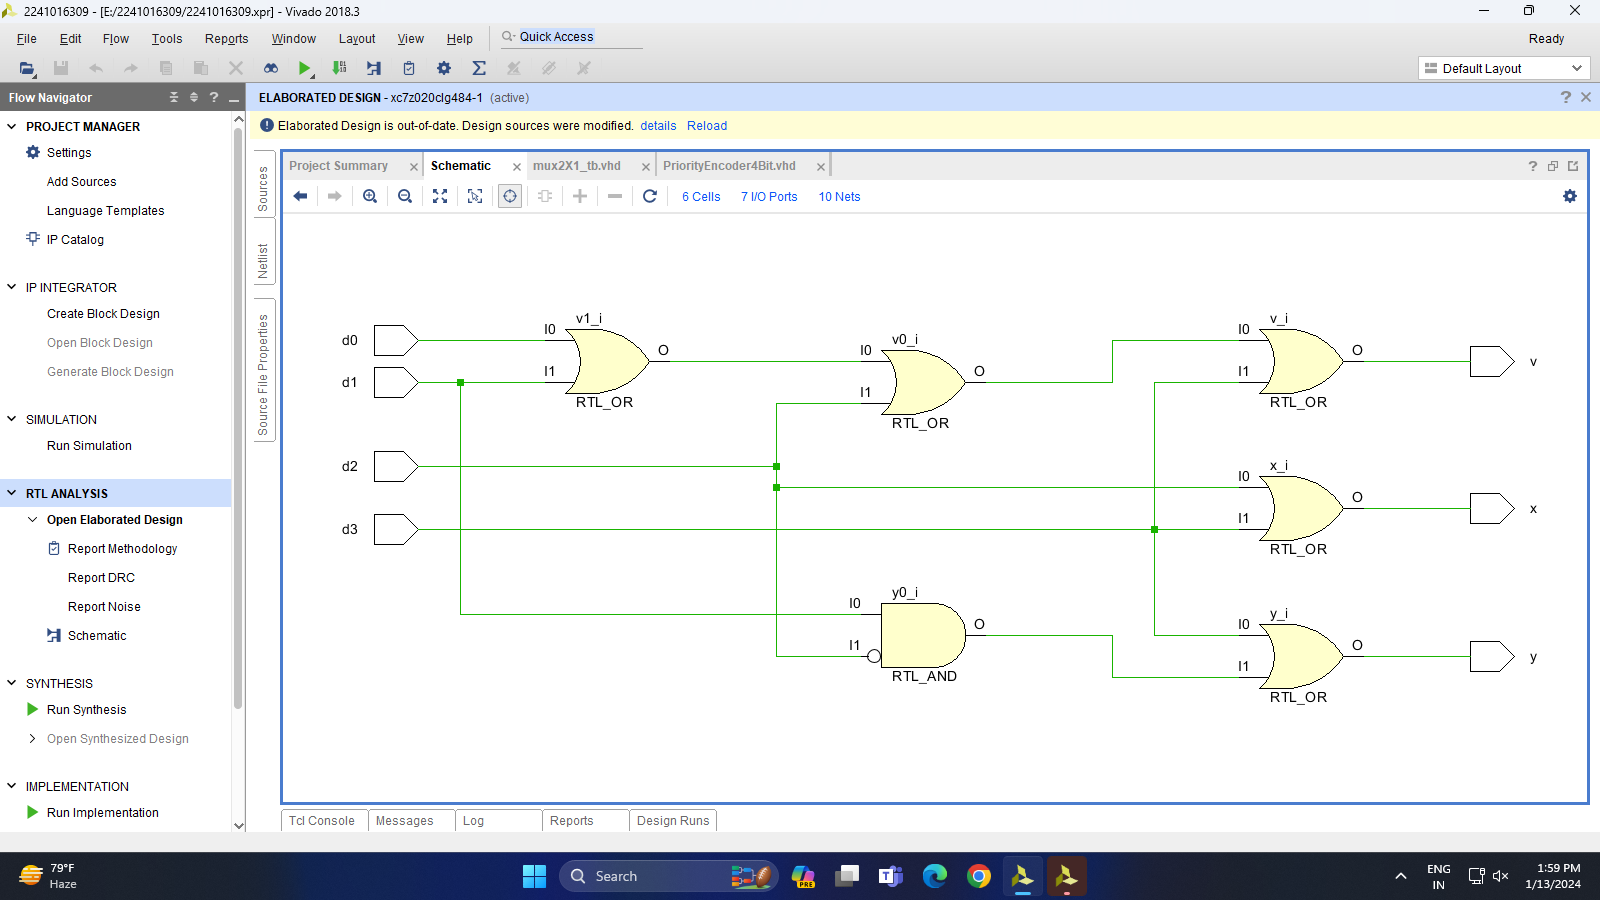 2241016309 - [E:/2241016309/2241016309.xpr] - Vivado 2018.3
File Edit Flow Tools Reports Window Layout View Help Quick Access Ready
Default Layout
Flow Navigator
ELABORATED DESIGN - xc7z020clg484-1 (active)
Elaborated Design is out-of-date. Design sources were modified. details Reload
PROJECT MANAGER
Settings
Add Sources
Language Templates
IP Catalog
IP INTEGRATOR
Create Block Design
Open Block Design
Generate Block Design
SIMULATION
Run Simulation
RTL ANALYSIS
Open Elaborated Design
Report Methodology
Report DRC
Report Noise
Schematic
SYNTHESIS
Run Synthesis
Open Synthesized Design
IMPLEMENTATION
Run Implementation
Sources
Netlist
Source File Properties
Project Summary Schematic mux2X1_tb.vhd PriorityEncoder4Bit.vhd
6 Cells 7 I/O Ports 10 Nets
v1_i
v_i
I0
I0
d0
v0_i
I0
O
O
v
I1
O
I1
d1
I1
RTL_OR
RTL_OR
RTL_OR
d2
x_i
I0
O
x
I1
d3
RTL_OR
y0_i
I0
y_i
O
I0
I1
O
y
I1
RTL_AND
RTL_OR
Tcl Console Messages Log Reports Design Runs
79°F
Haze
Search
PRE
ENG
IN
1:59 PM
1/13/2024